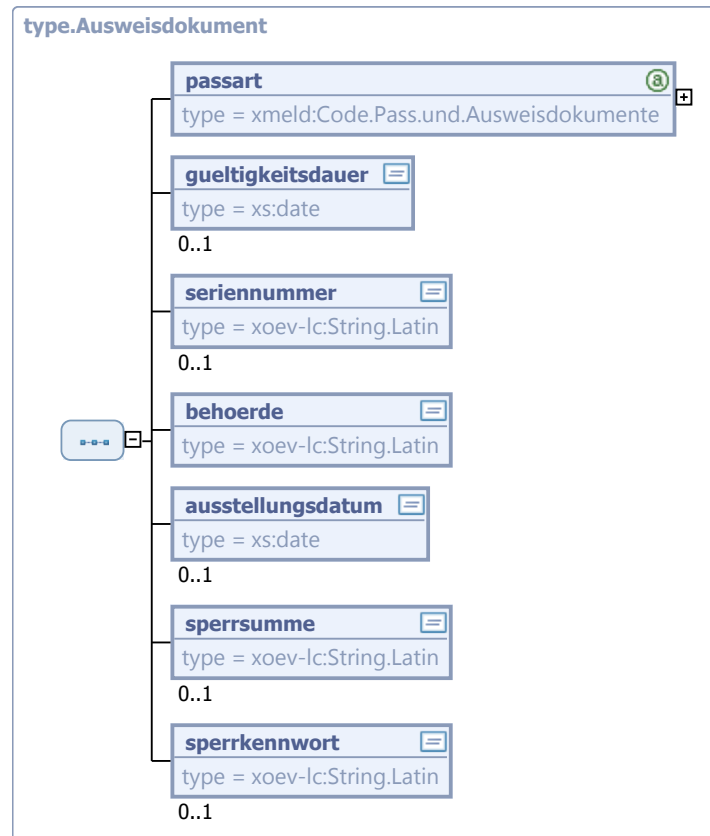 type.Ausweisdokument
passart
type = xmeld:Code.Pass.und.Ausweisdokumente
gueltigkeitsdauer
type = xs:date
0..1
seriennummer
type = xoev-lc:String.Latin
0..1
behoerde
type = xoev-lc:String.Latin
ausstellungsdatum
type = xs:date
0..1
sperrsumme
type = xoev-lc:String.Latin
0..1
sperrkennwort
type = xoev-lc:String.Latin
0..1